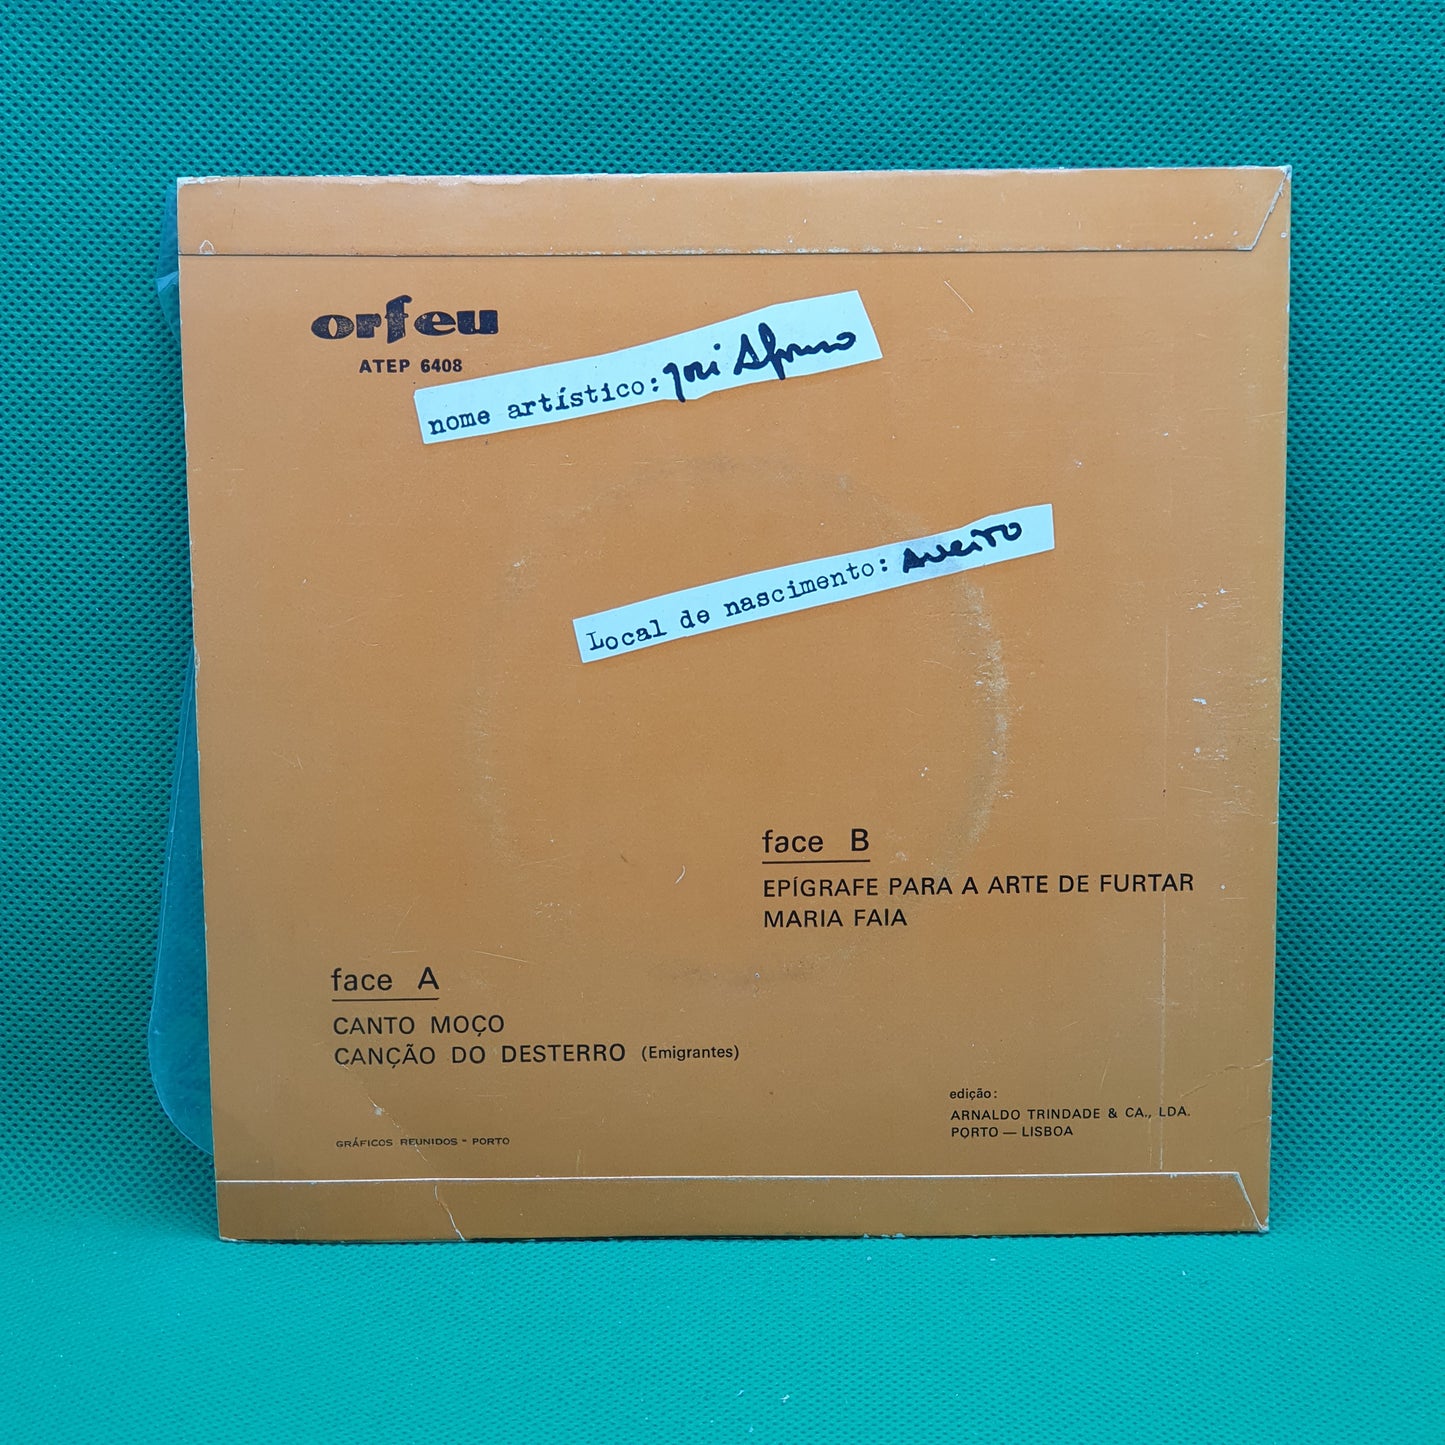 orfeu
ATEP 6408
nome artístico: José Afonso
Local de nascimento: Aveiro
face B
EPÍGRAFE PARA A ARTE DE FURTAR
MARIA FAIA
face A
CANTO MOÇO
CANÇÃO DO DESTERRO (Emigrantes)
edição:
ARNALDO TRINDADE & CA., LDA.
PORTO — LISBOA
GRÁFICOS REUNIDOS - PORTO